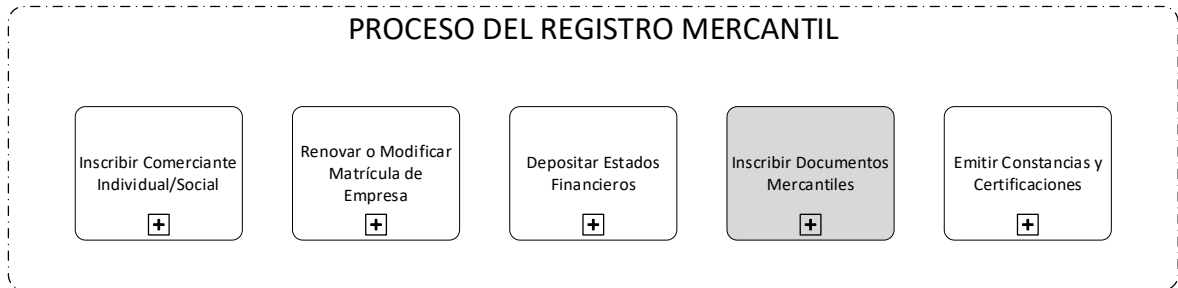 PROCESO DEL REGISTRO MERCANTIL
Inscribir Comerciante
Individual/Social
Renovar o Modificar
Matrícula de
Empresa
Depositar Estados
Financieros
Inscribir Documentos
Mercantiles
Emitir Constancias y
Certificaciones